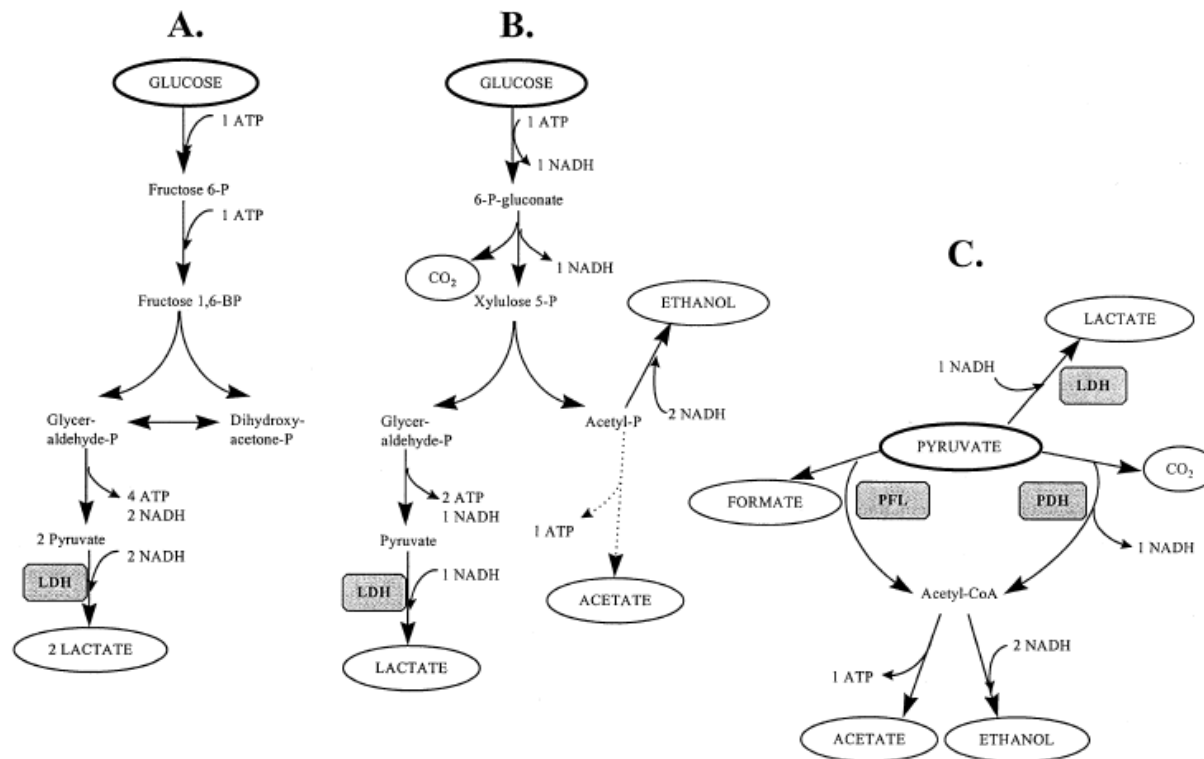 A.
GLUCOSE
1 ATP
Fructose 6-P
1 ATP
Fructose 1,6-BP
Glycer-
aldehyde-P
Dihydroxy-
acetone-P
4 ATP
2 NADH
2 Pyruvate
2 NADH
LDH
2 LACTATE
B.
GLUCOSE
1 ATP
1 NADH
6-P-gluconate
CO₂
1 NADH
Xylulose 5-P
ETHANOL
2 NADH
Glycer-
aldehyde-P
Acetyl-P
2 ATP
1 NADH
1 ATP
Pyruvate
1 NADH
LDH
ACETATE
LACTATE
C.
LACTATE
1 NADH
LDH
PYRUVATE
CO₂
FORMATE
PFL
PDH
1 NADH
Acetyl-CoA
2 NADH
1 ATP
ACETATE
ETHANOL